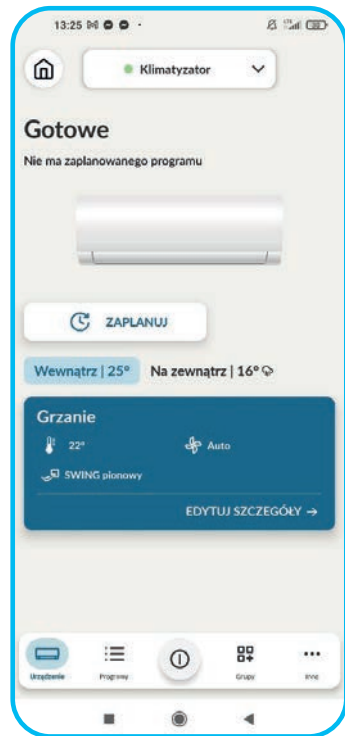 13:25
Klimatyzator
Gotowe
Nie ma zaplanowanego programu
ZAPLANUJ
Wewnątrz | 25° Na zewnątrz | 16°
Grzanie
22° Auto
SWING pionowy
EDYTUJ SZCZEGÓŁY →
Urządzenie Programy Grupy Inne